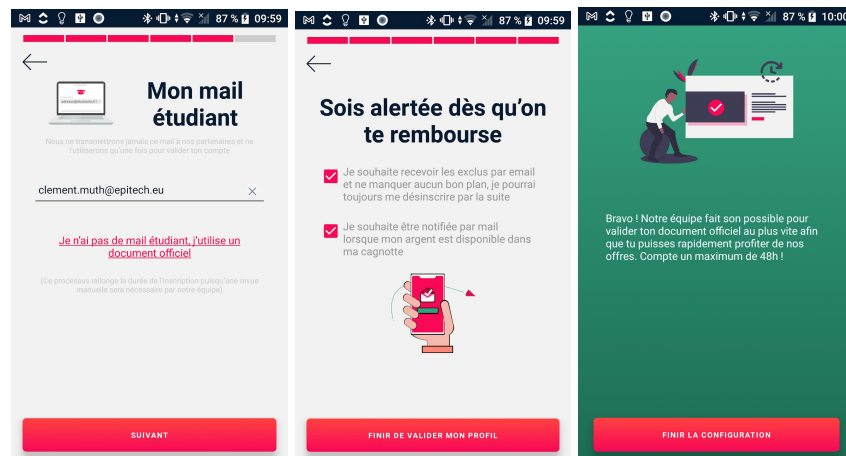 87 % 09:59
Mon mail
étudiant
Nous ne transmettrons jamais ce mail à nos partenaires et ne
l'utiliserons qu'une fois pour valider ton compte
clement.muth@epitech.eu
Je n'ai pas de mail étudiant, j'utilise un
document officiel
(Ce processus rallonge la durée de l'inscription puisqu'une revue
manuelle sera nécessaire par notre équipe)
SUIVANT
87 % 09:59
Sois alertée dès qu'on
te rembourse
Je souhaite recevoir les exclus par email
et ne manquer aucun bon plan, je pourrai
toujours me désinscrire par la suite
Je souhaite être notifiée par mail
lorsque mon argent est disponible dans
ma cagnotte
FINIR DE VALIDER MON PROFIL
87 % 10:00
Bravo ! Notre équipe fait son possible pour
valider ton document officiel au plus vite afin
que tu puisses rapidement profiter de nos
offres. Compte un maximum de 48h !
FINIR LA CONFIGURATION